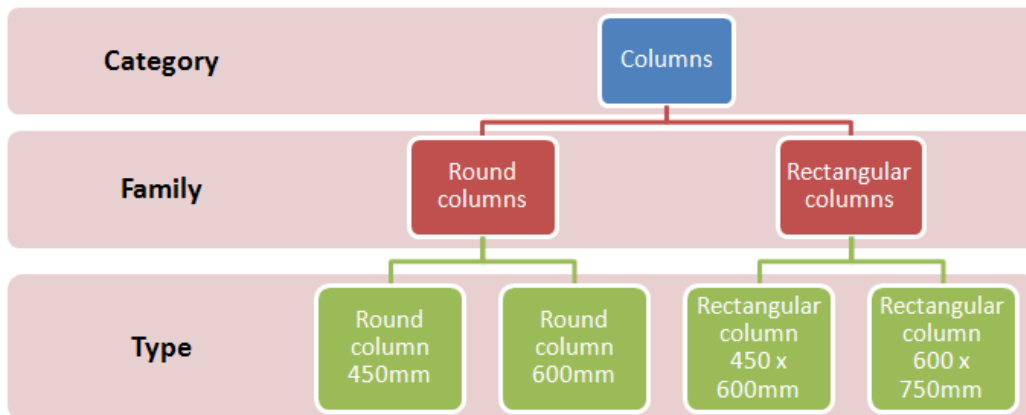 Category
Columns
Family
Round
columns
Rectangular
columns
Type
Round
column
450mm
Round
column
600mm
Rectangular
column
450 x
600mm
Rectangular
column
600 x
750mm